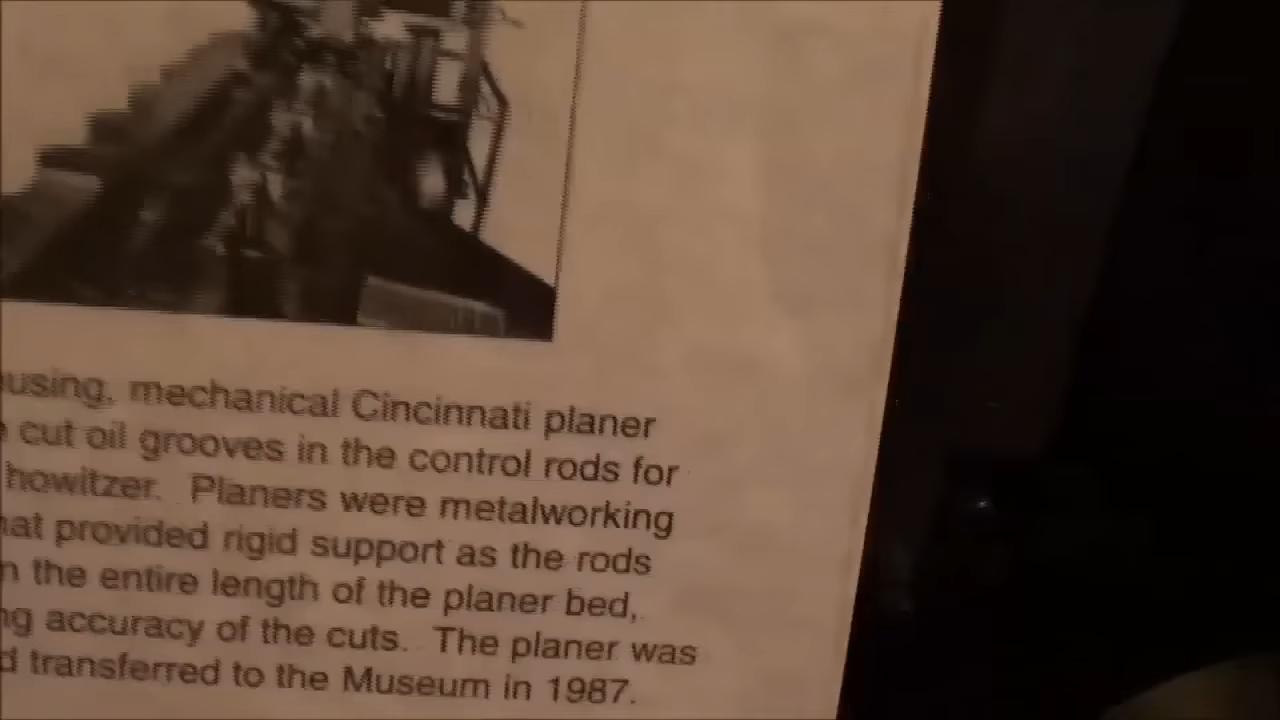 using, mechanical Cincinnati planer
cut oil grooves in the control rods for
howitzer. Planers were metalworking
hat provided rigid support as the rods
n the entire length of the planer bed,
ng accuracy of the cuts. The planer was
d transferred to the Museum in 1987.